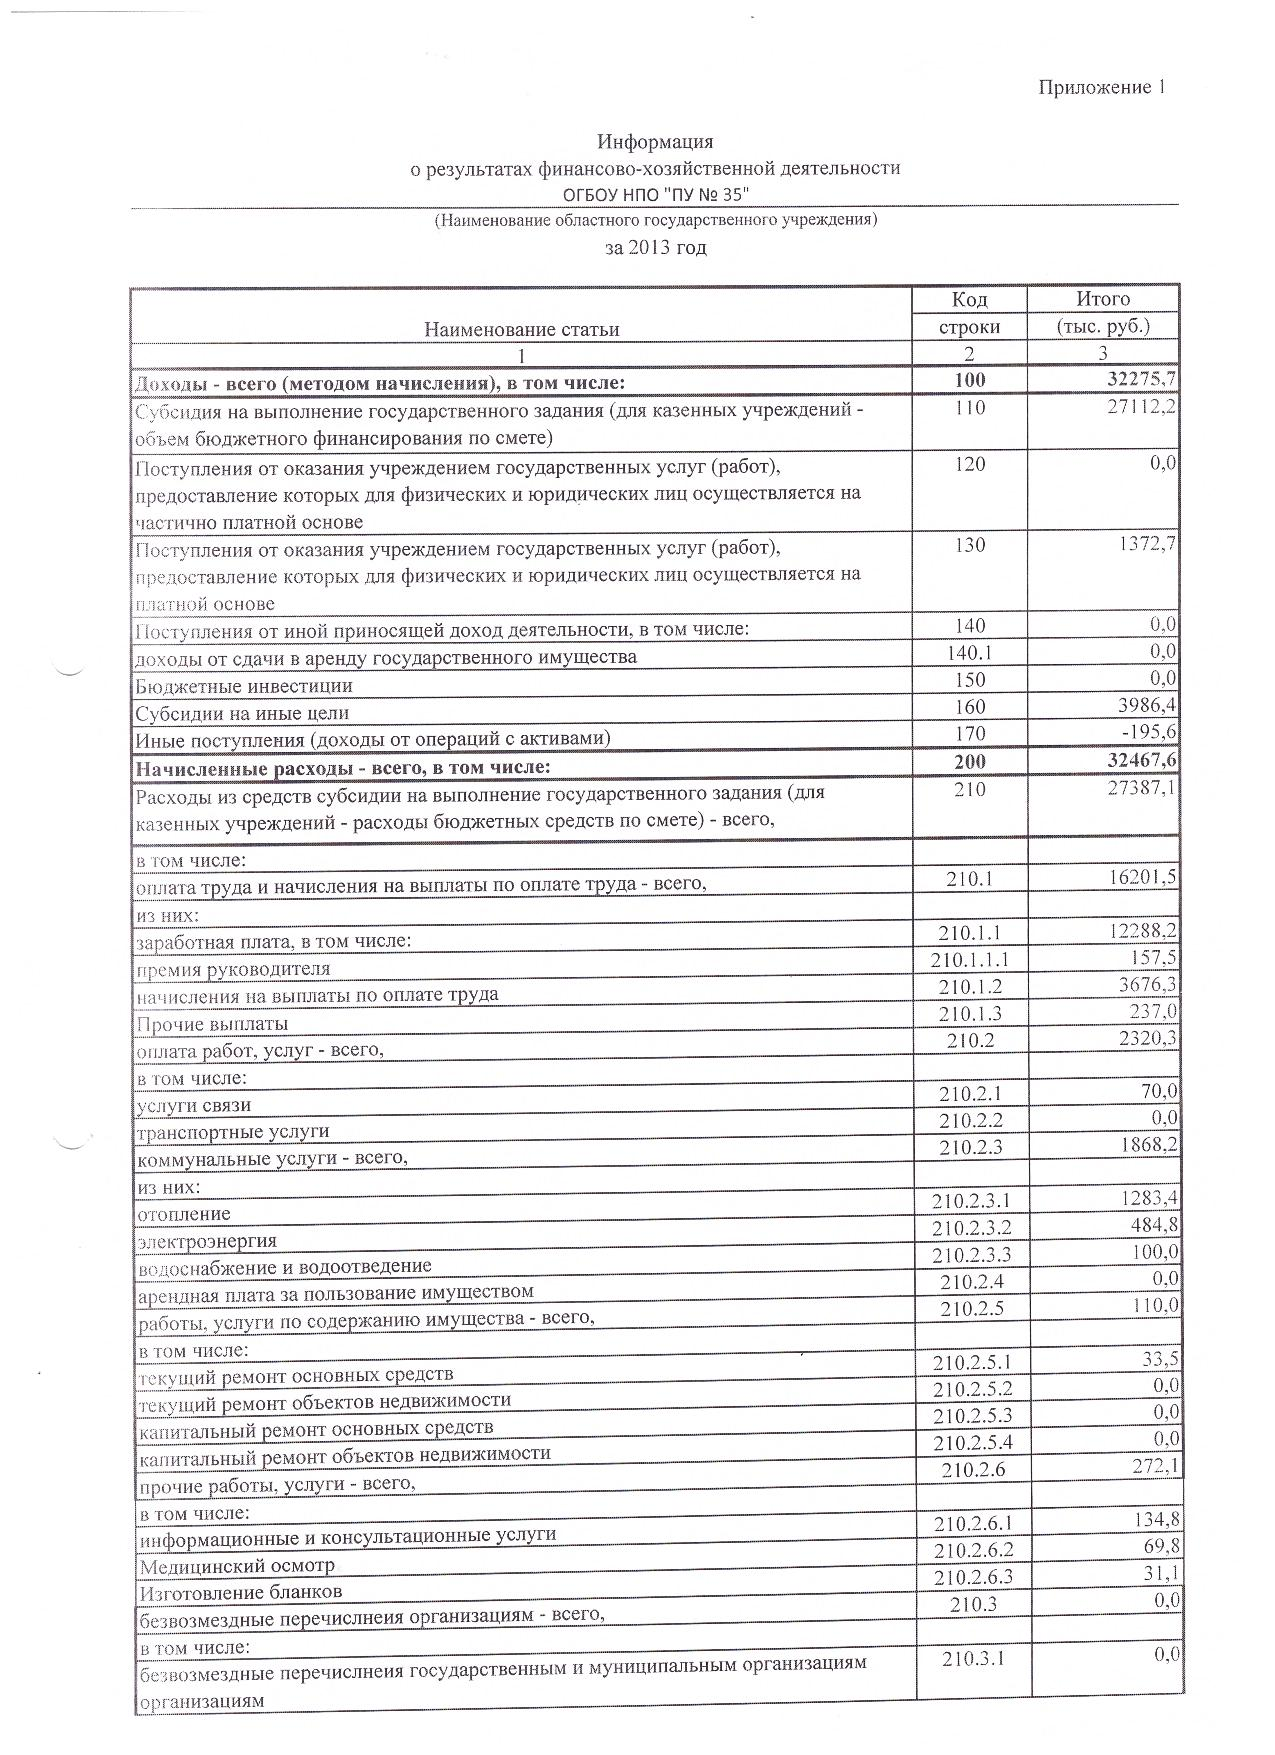 Приложение 1
Информация
о результатах финансово-хозяйственной деятельности
ОГБОУ НПО "ПУ № 35"
(Наименование областного государственного учреждения)
за 2013 год
Наименование статьи Код строки Итого (тыс. руб.)
1 2 3
Доходы - всего (методом начисления), в том числе: 100 32275,7
Субсидия на выполнение государственного задания (для казенных учреждений - 110 27112,2
объем бюджетного финансирования по смете)
Поступления от оказания учреждением государственных услуг (работ), 120 0,0
предоставление которых для физических и юридических лиц осуществляется на
частично платной основе
Поступления от оказания учреждением государственных услуг (работ), 130 1372,7
предоставление которых для физических и юридических лиц осуществляется на
платной основе
Поступления от иной приносящей доход деятельности, в том числе: 140 0,0
доходы от сдачи в аренду государственного имущества 140.1 0,0
Бюджетные инвестиции 150 0,0
Субсидии на иные цели 160 3986,4
Иные поступления (доходы от операций с активами) 170 -195,6
Начисленные расходы - всего, в том числе: 200 32467,6
Расходы из средств субсидии на выполнение государственного задания (для 210 27387,1
казенных учреждений - расходы бюджетных средств по смете) - всего,
в том числе:
оплата труда и начисления на выплаты по оплате труда - всего, 210.1 16201,5
из них:
заработная плата, в том числе: 210.1.1 12288,2
премия руководителя 210.1.1.1 157,5
начисления на выплаты по оплате труда 210.1.2 3676,3
Прочие выплаты 210.1.3 237,0
оплата работ, услуг - всего, 210.2 2320,3
в том числе:
услуги связи 210.2.1 70,0
транспортные услуги 210.2.2 0,0
коммунальные услуги - всего, 210.2.3 1868,2
из них:
отопление 210.2.3.1 1283,4
электроэнергия 210.2.3.2 484,8
водоснабжение и водоотведение 210.2.3.3 100,0
арендная плата за пользование имуществом 210.2.4 0,0
работы, услуги по содержанию имущества - всего, 210.2.5 110,0
в том числе:
текущий ремонт основных средств 210.2.5.1 33,5
текущий ремонт объектов недвижимости 210.2.5.2 0,0
капитальный ремонт основных средств 210.2.5.3 0,0
капитальный ремонт объектов недвижимости 210.2.5.4 0,0
прочие работы, услуги - всего, 210.2.6 272,1
в том числе:
информационные и консультационные услуги 210.2.6.1 134,8
Медицинский осмотр 210.2.6.2 69,8
Изготовление бланков 210.2.6.3 31,1
безвозмездные перечислнеия организациям - всего, 210.3 0,0
в том числе:
безвозмездные перечислнеия государственным и муниципальным организациям 210.3.1 0,0
организациям